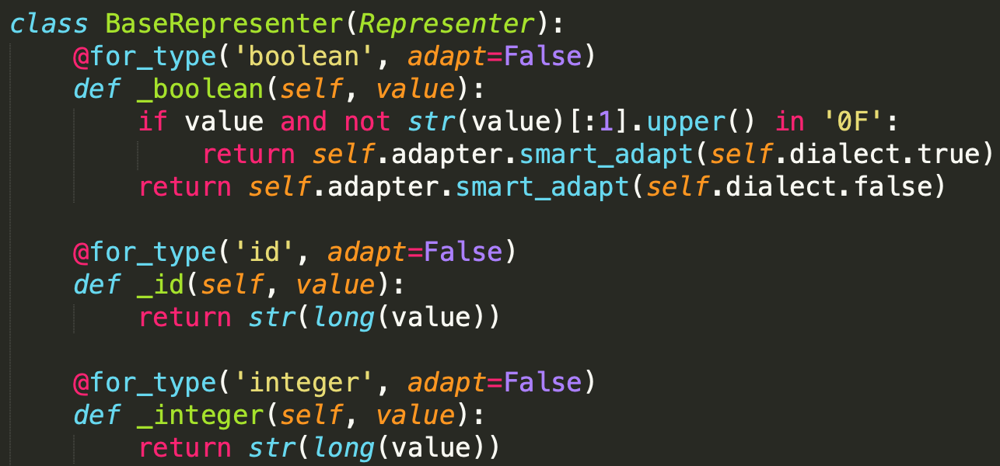 class BaseRepresenter(Representer):
    @for_type('boolean', adapt=False)
    def _boolean(self, value):
        if value and not str(value)[:1].upper() in '0F':
            return self.adapter.smart_adapt(self.dialect.true)
        return self.adapter.smart_adapt(self.dialect.false)

    @for_type('id', adapt=False)
    def _id(self, value):
        return str(long(value))

    @for_type('integer', adapt=False)
    def _integer(self, value):
        return str(long(value))